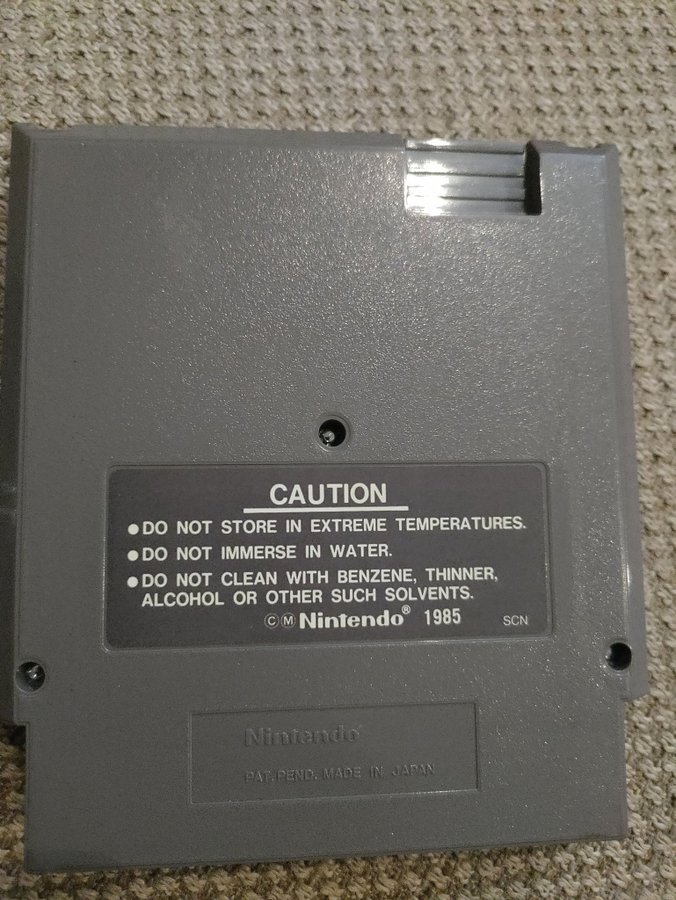 CAUTION
●DO NOT STORE IN EXTREME TEMPERATURES.
●DO NOT IMMERSE IN WATER.
●DO NOT CLEAN WITH BENZENE, THINNER,
ALCOHOL OR OTHER SUCH SOLVENTS.
ⒸⓂ Nintendo® 1985 SCN
Nintendo®
PAT. PEND. MADE IN JAPAN